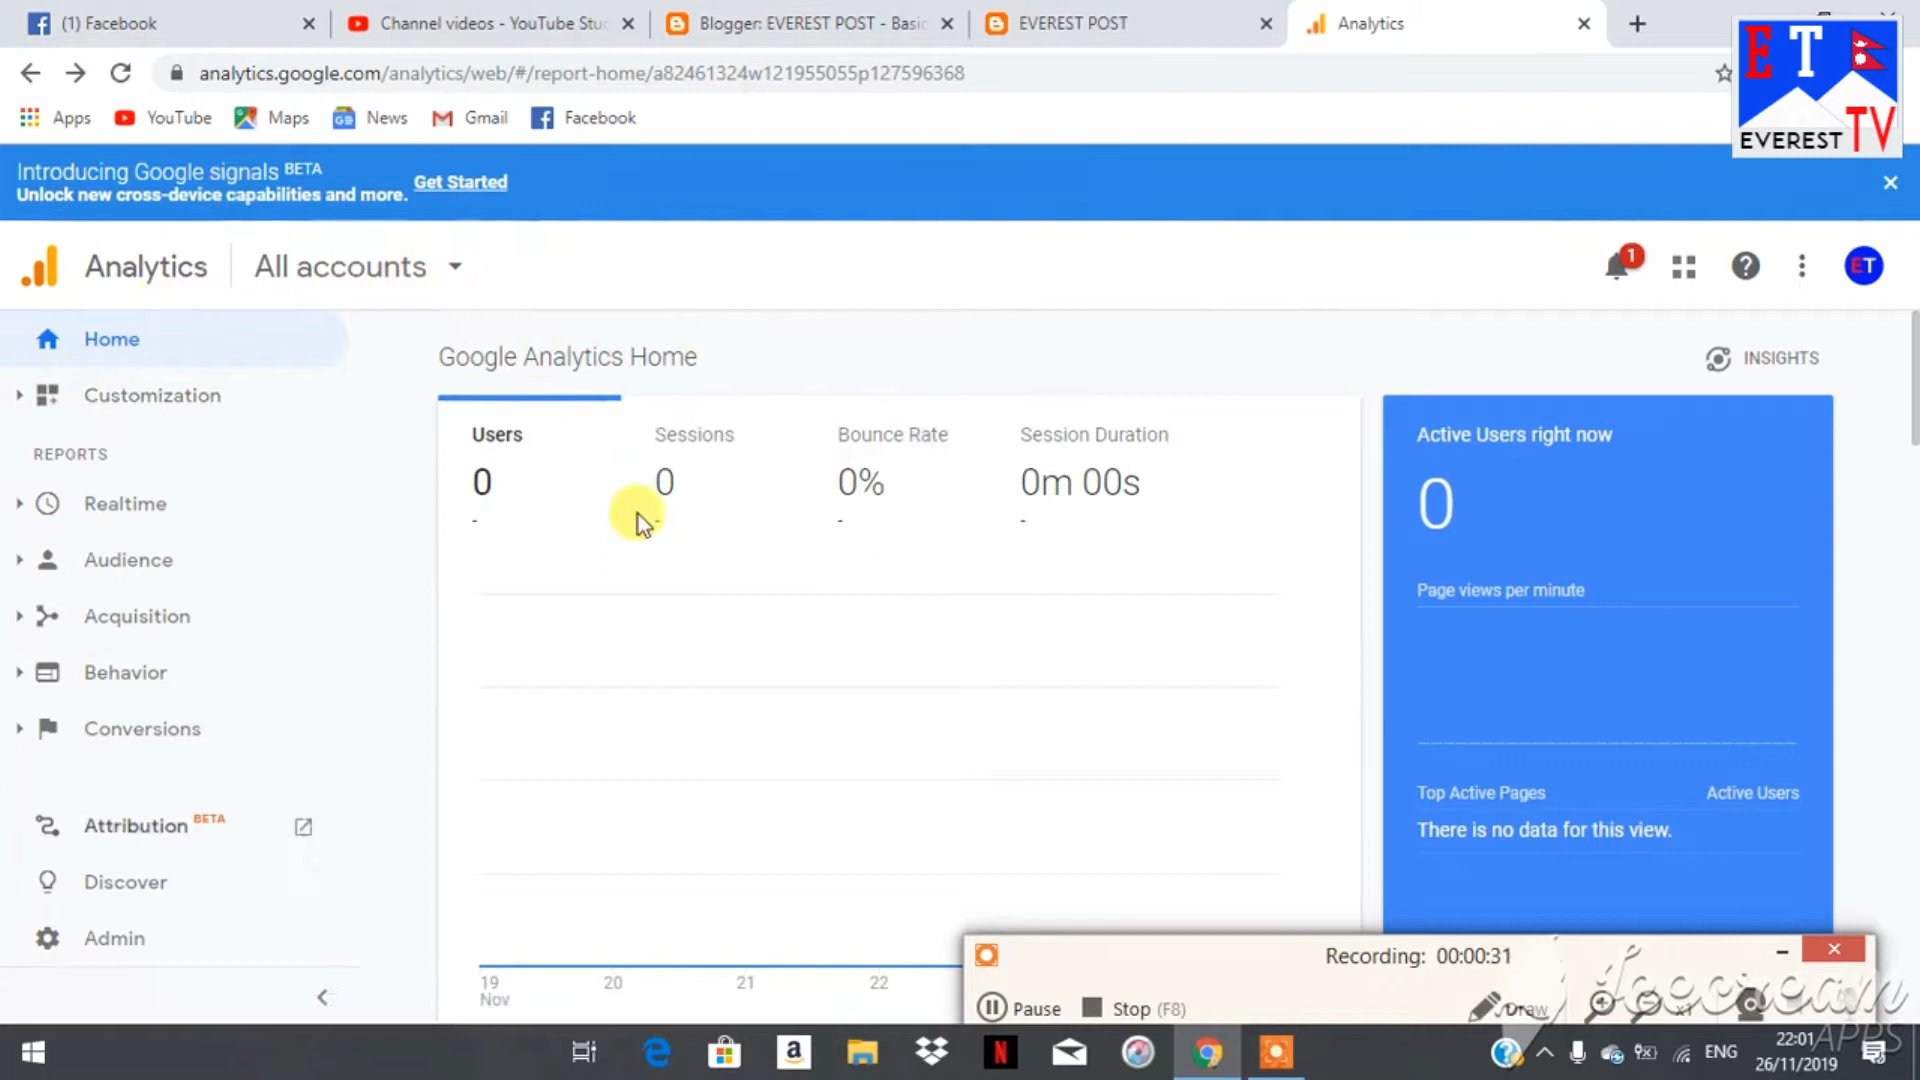 (1) Facebook
Channel videos - YouTube Stu
Blogger: EVEREST POST - Basic
EVEREST POST
Analytics
analytics.google.com/analytics/web/#/report-home/a82461324w121955055p127596368
Apps
YouTube
Maps
News
Gmail
Facebook
E T
EVEREST TV
Introducing Google signals BETA
Unlock new cross-device capabilities and more.
Get Started
Analytics
All accounts
1
ET
Home
Customization
REPORTS
Realtime
Audience
Acquisition
Behavior
Conversions
Attribution BETA
Discover
Admin
Google Analytics Home
INSIGHTS
Users
0
-
Sessions
0
-
Bounce Rate
0%
-
Session Duration
0m 00s
-
19
Nov
20
21
22
Active Users right now
0
Page views per minute
Top Active Pages
Active Users
There is no data for this view.
Recording: 00:00:31
Pause
Stop (F8)
Draw
x1
Icecream
APPS
ENG
22:01
26/11/2019